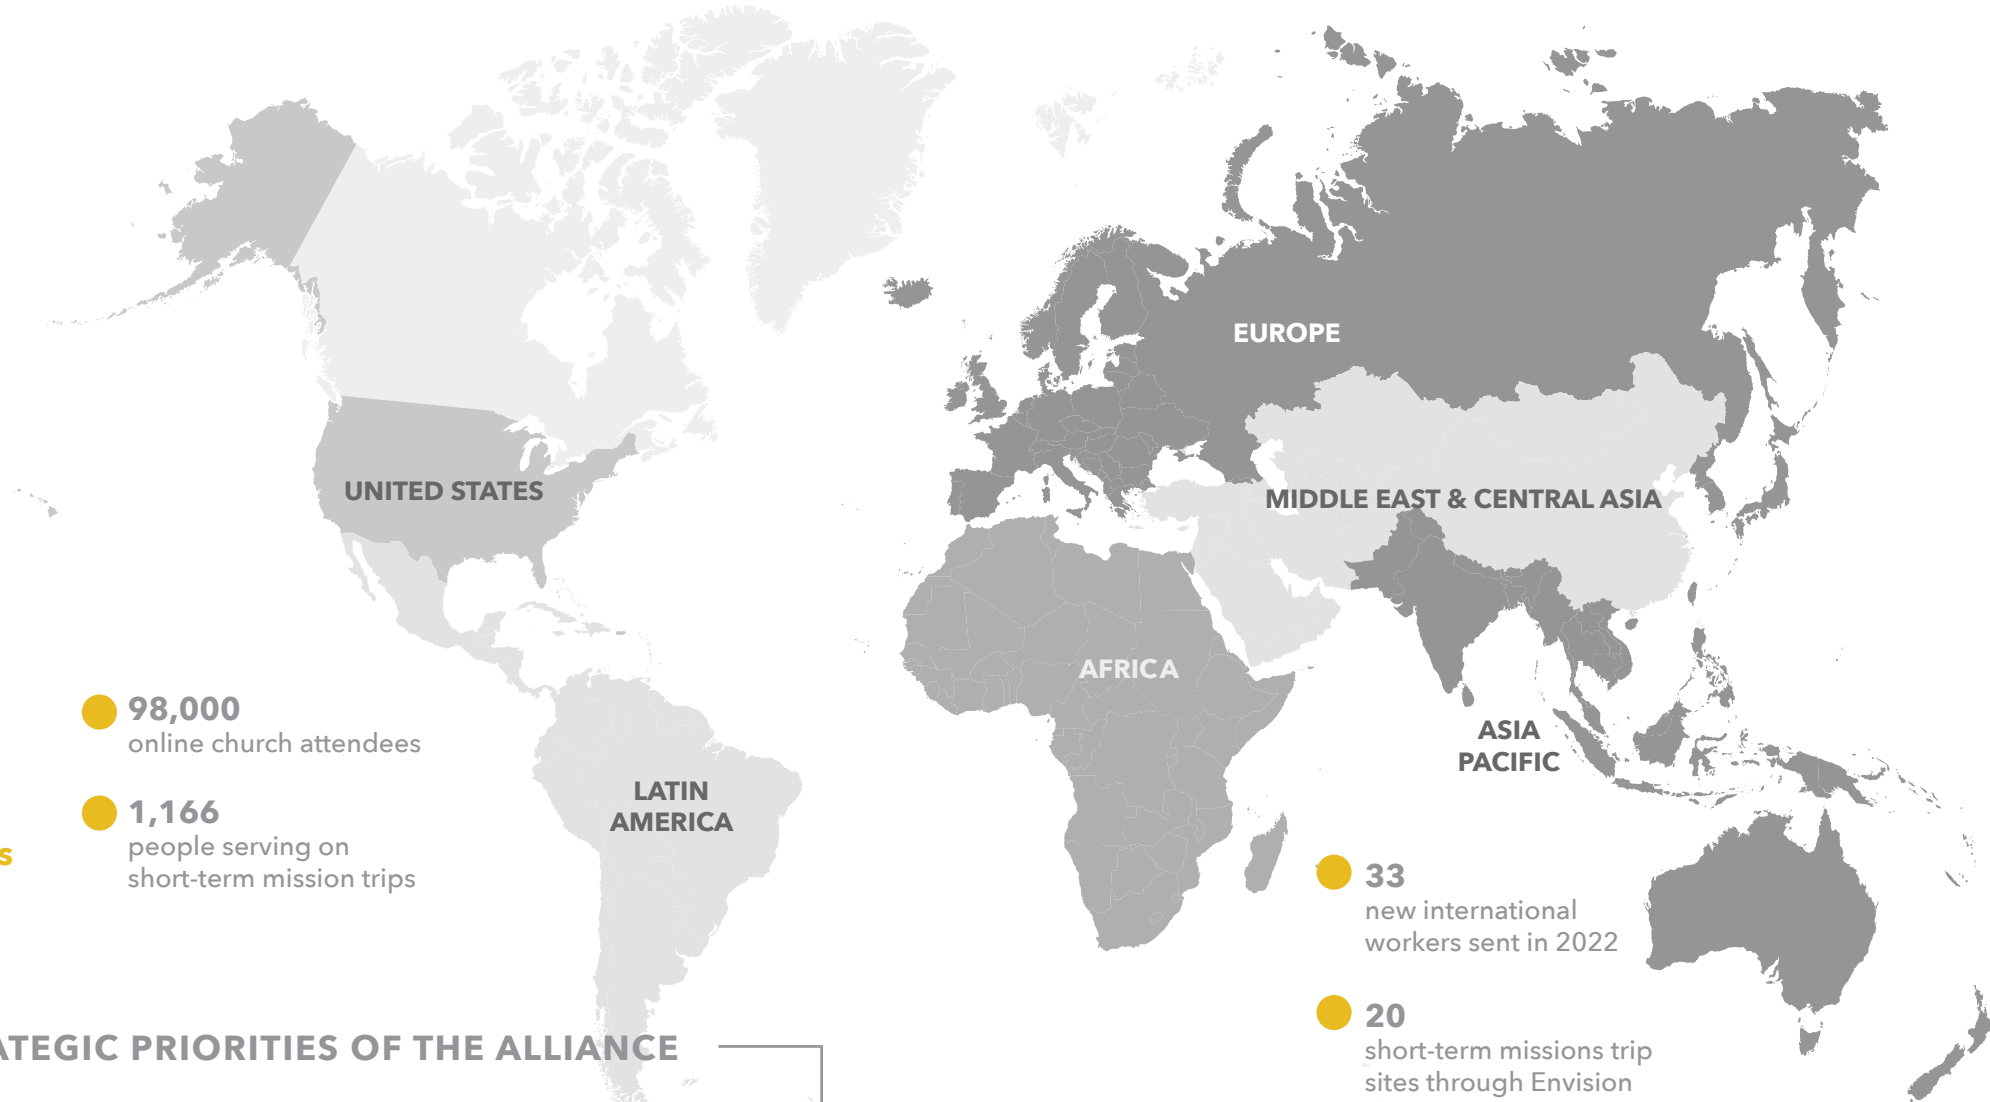 EUROPE
UNITED STATES
MIDDLE EAST & CENTRAL ASIA
AFRICA
ASIA
PACIFIC
LATIN
AMERICA
98,000
online church attendees
1,166
people serving on
short-term mission trips
s
33
new international
workers sent in 2022
20
short-term missions trip
sites through Envision
ATEGIC PRIORITIES OF THE ALLIANCE